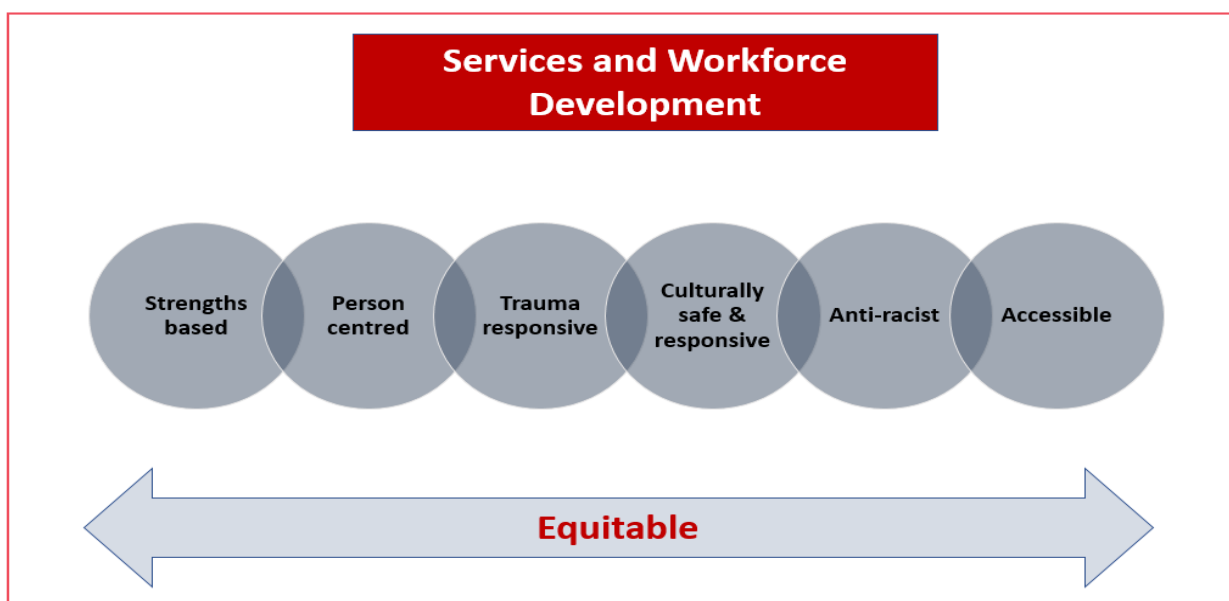 Services and Workforce
Development
Strengths
based
Person
centred
Trauma
responsive
Culturally
safe &
responsive
Anti-racist
Accessible
Equitable